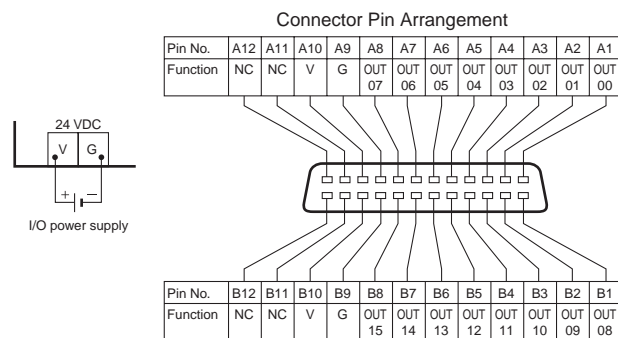 Connector Pin Arrangement
Pin No. A12 A11 A10 A9 A8 A7 A6 A5 A4 A3 A2 A1
Function NC NC V G OUT 07 OUT 06 OUT 05 OUT 04 OUT 03 OUT 02 OUT 01 OUT 00
24 VDC
V G
+ −
I/O power supply
Pin No. B12 B11 B10 B9 B8 B7 B6 B5 B4 B3 B2 B1
Function NC NC V G OUT 15 OUT 14 OUT 13 OUT 12 OUT 11 OUT 10 OUT 09 OUT 08